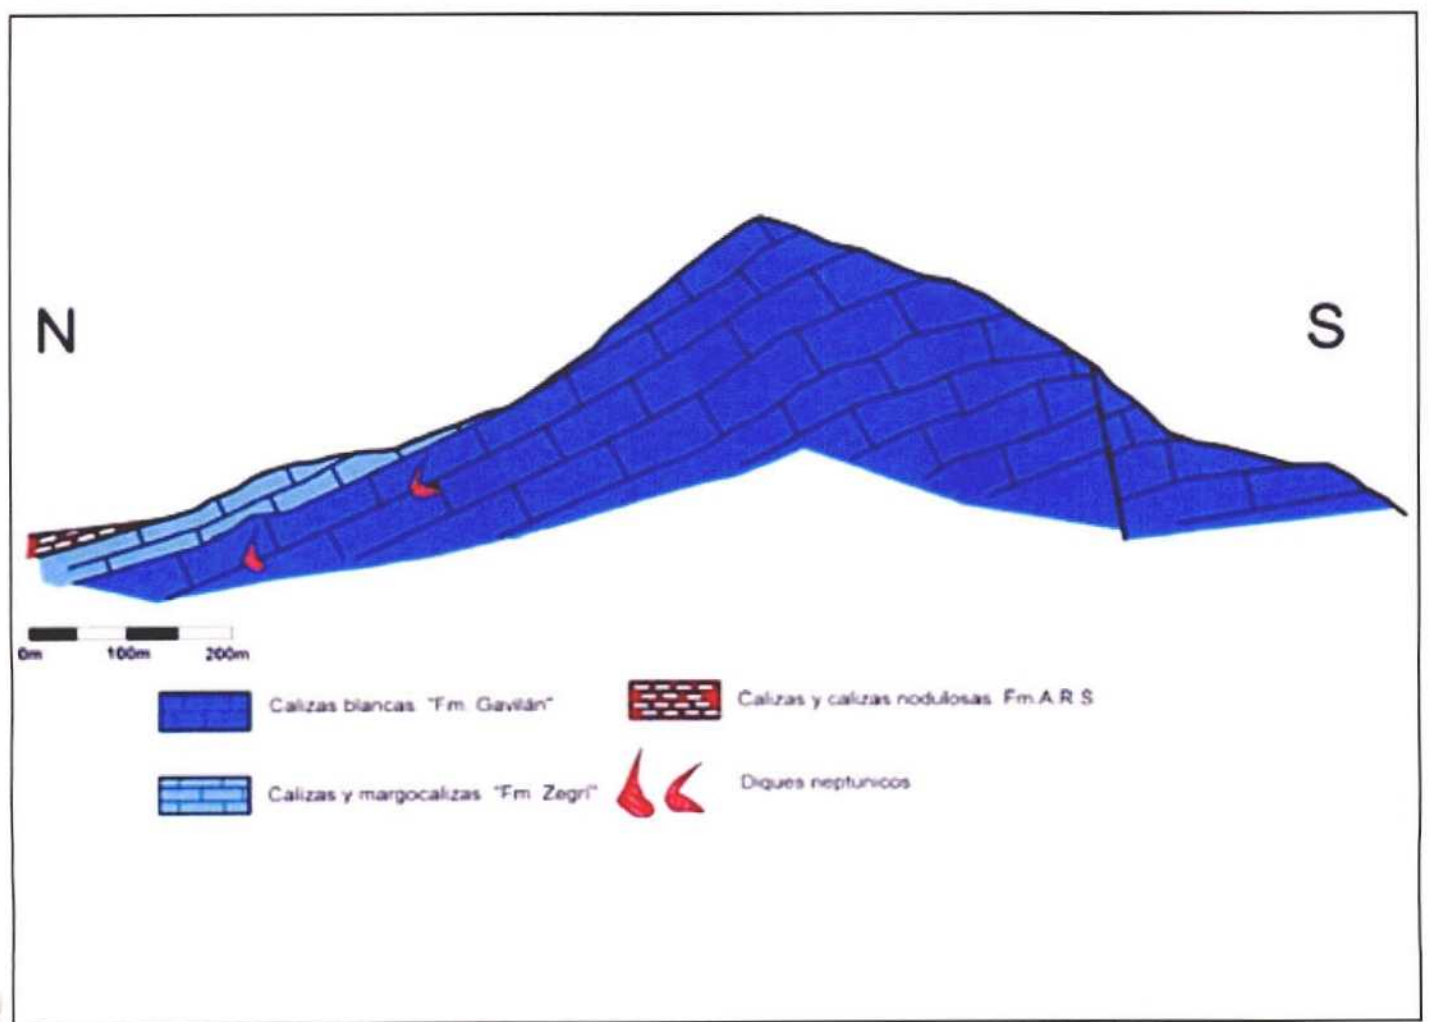 N
S
0m 100m 200m
Calizas blancas "Fm. Gavilán"
Calizas y calizas nodulosas Fm.A.R.S
Calizas y margocalizas "Fm. Zegrí"
Diques neptunicos